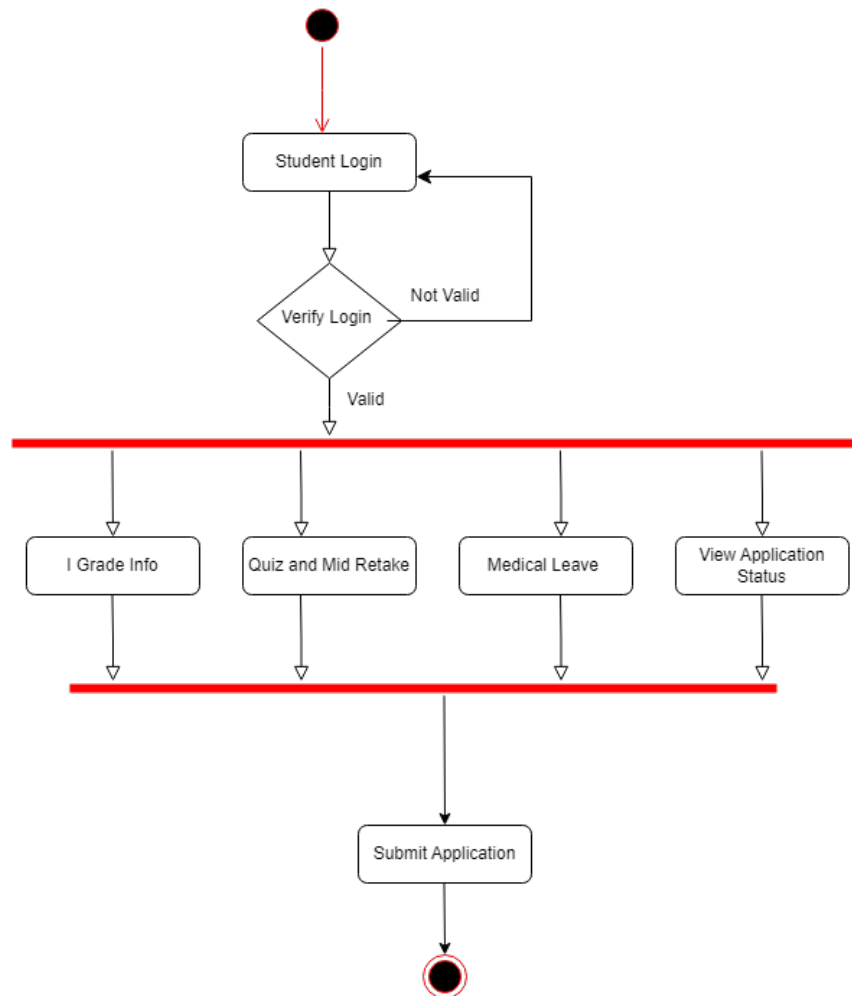 Student Login
Not Valid
Verify Login
Valid
I Grade Info
Quiz and Mid Retake
Medical Leave
View Application
Status
Submit Application